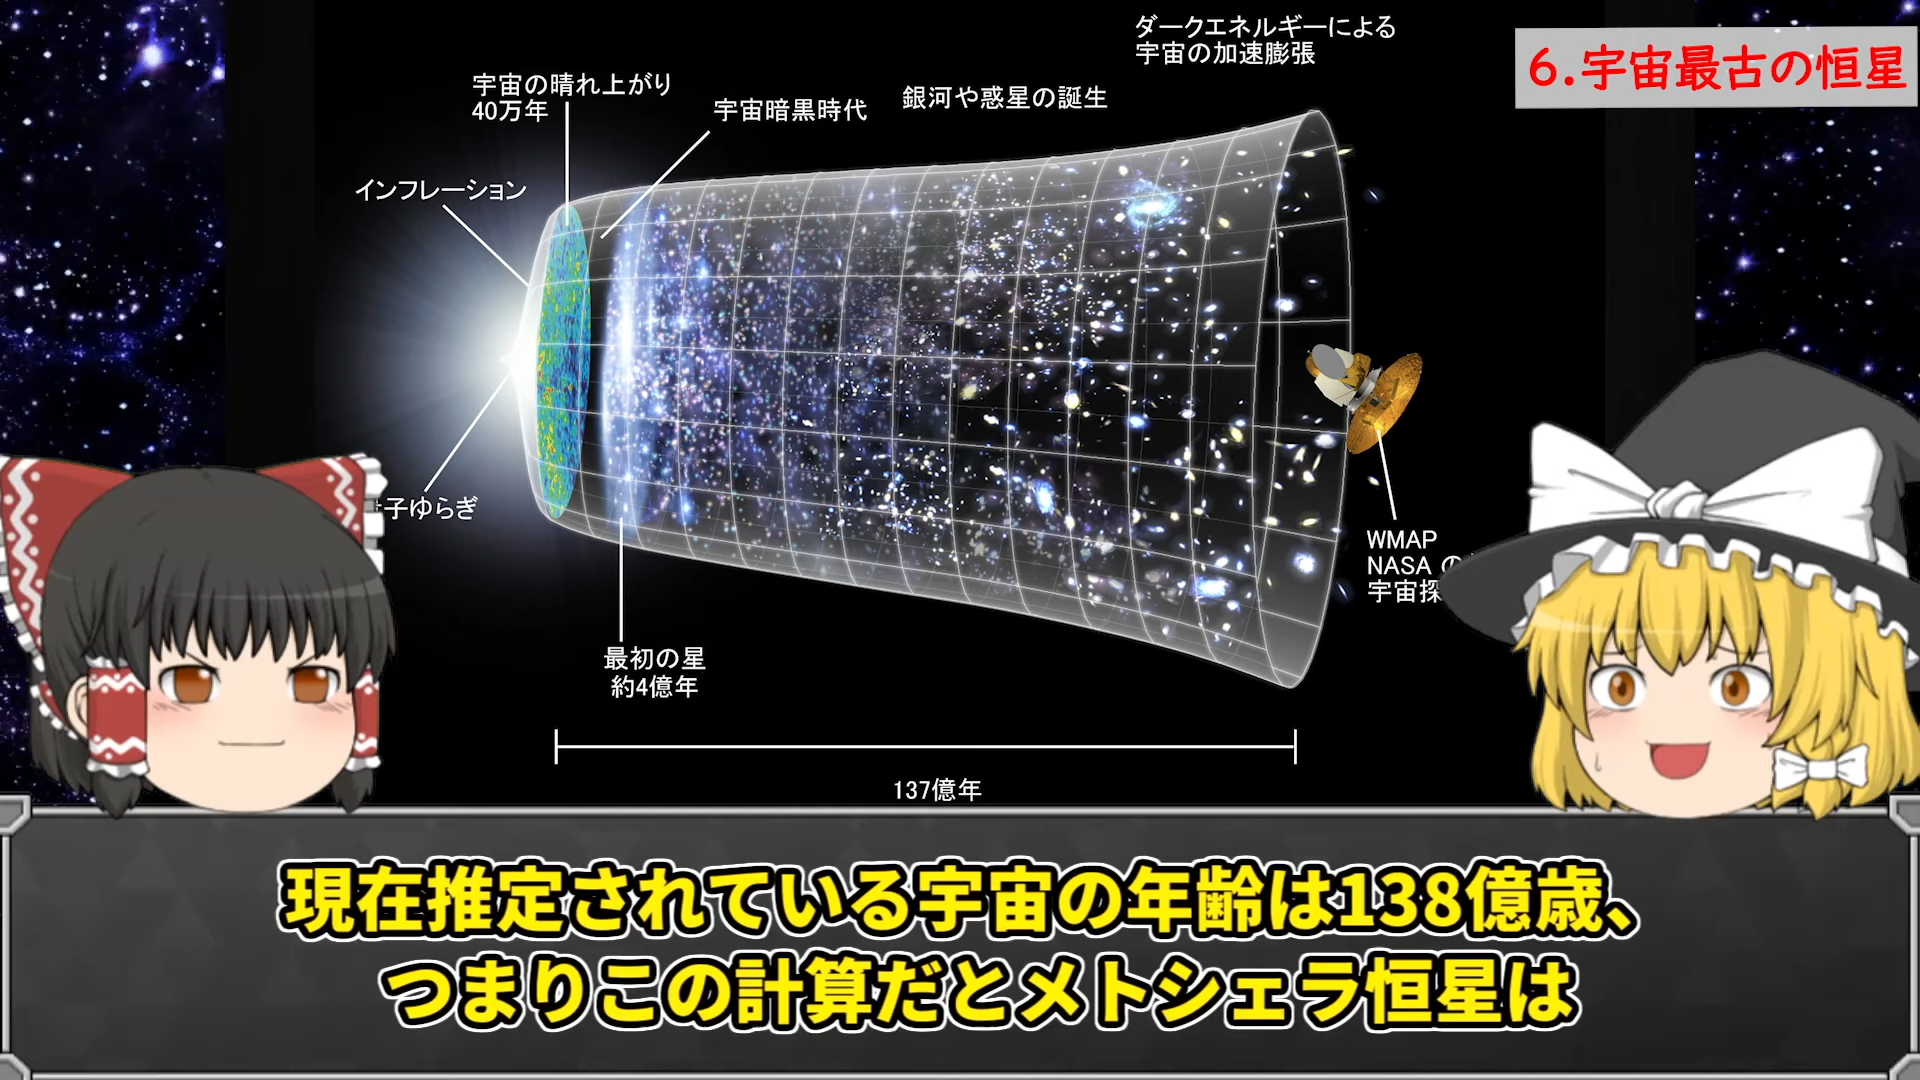 ダークエネルギーによる
宇宙の加速膨張
6.宇宙最古の恒星
宇宙の晴れ上がり
40万年
宇宙暗黒時代
銀河や惑星の誕生
インフレーション
子ゆらぎ
WMAP
NASA
宇宙探
最初の星
約4億年
137億年
現在推定されている宇宙の年齢は138億歳、
つまりこの計算だとメトシェラ恒星は